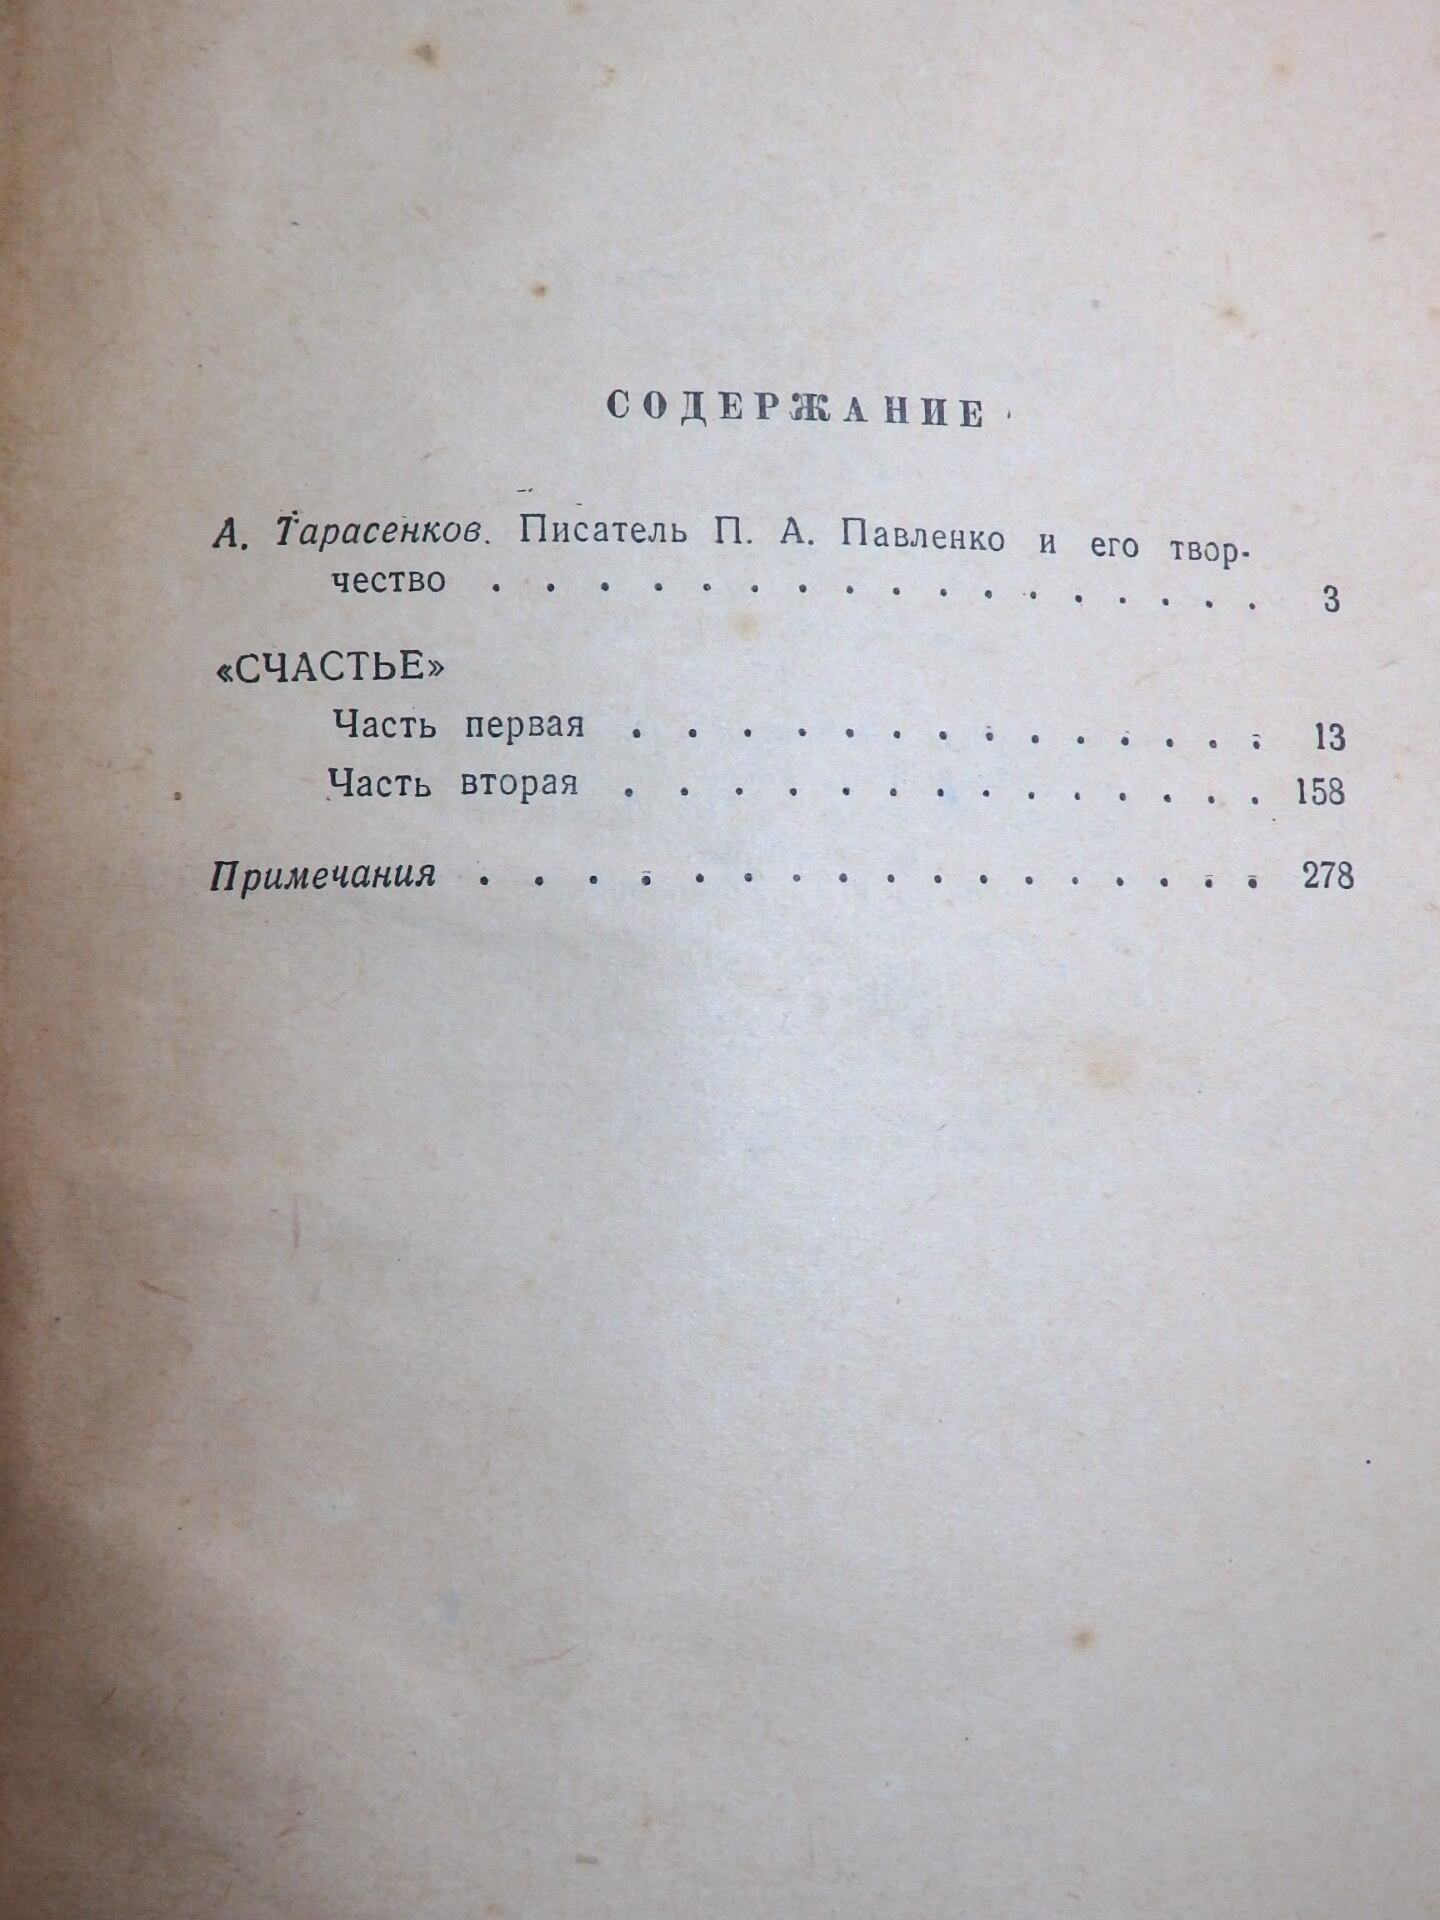 СОДЕРЖАНИЕ
А. Тарасенков. Писатель П. А. Павленко и его твор-
чество . . . . . . . . . . . . . . . . . 3
«СЧАСТЬЕ»
Часть первая . . . . . . . . . . . . . . 13
Часть вторая . . . . . . . . . . . . . . 158
Примечания . . . . . . . . . . . . . . . . . 278